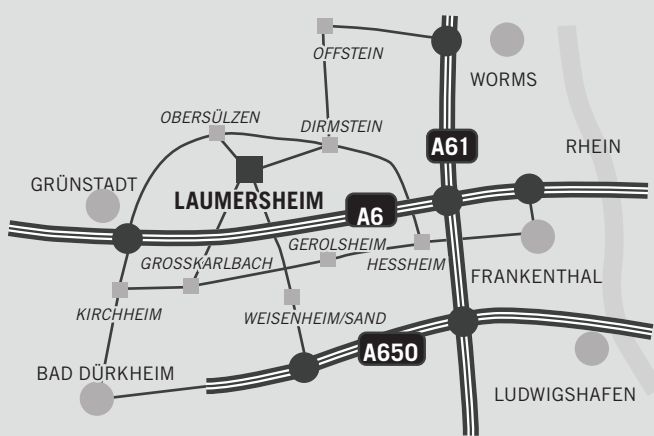 OFFSTEIN
WORMS
OBERSÜLZEN
DIRMSTEIN
A61
RHEIN
GRÜNSTADT
LAUMERSHEIM
A6
GEROLSHEIM
GROSSKARLBACH
HESSHEIM
FRANKENTHAL
KIRCHHEIM
WEISENHEIM/SAND
A650
BAD DÜRKHEIM
LUDWIGSHAFEN